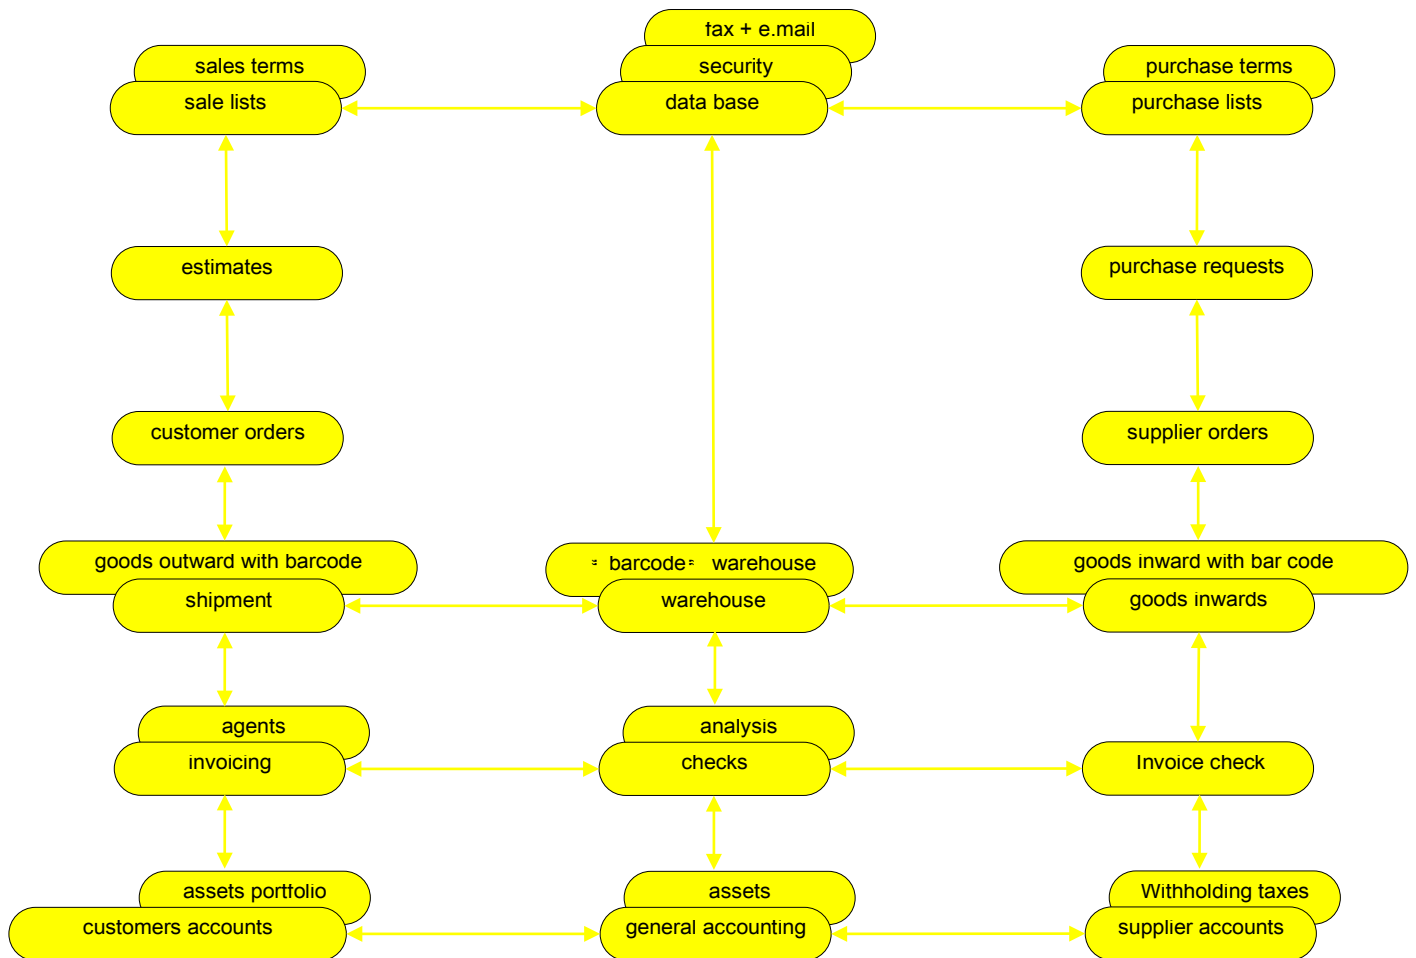 fax + e.mail
sales terms
security
purchase terms
sale lists
data base
purchase lists
estimates
purchase requests
customer orders
supplier orders
goods outward with barcode
“ barcode“ warehouse
goods inward with bar code
shipment
warehouse
goods inwards
agents
analysis
invoicing
checks
Invoice check
assets portfolio
assets
Withholding taxes
customers accounts
general accounting
supplier accounts